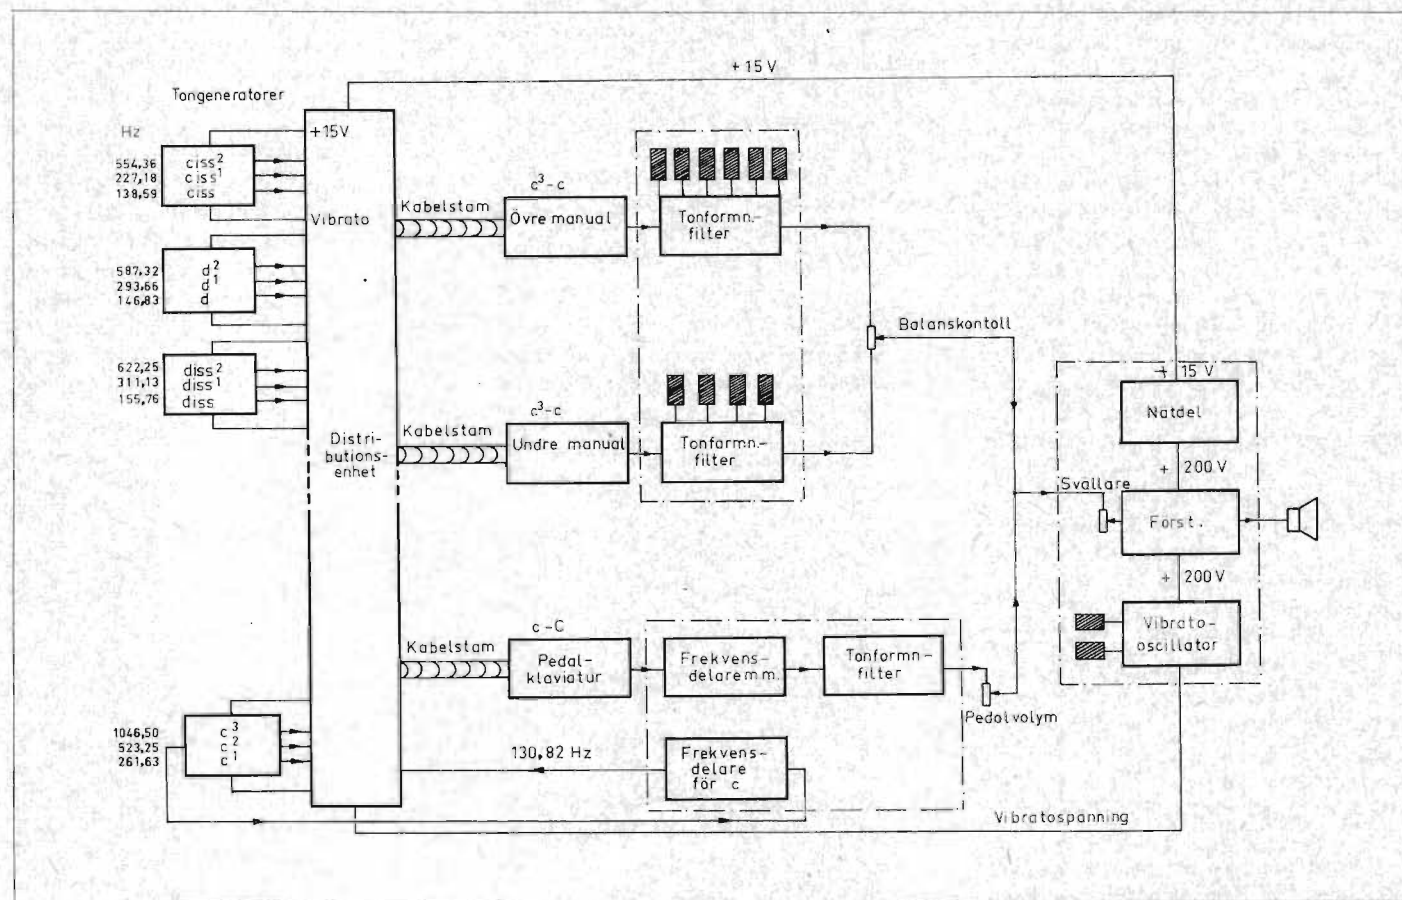 + 15 V
Tongeneratorer
Hz
+15V
554,36
227,18
138,59
ciss²
ciss¹
ciss
Vibrato
587,32
293,66
146,83
d²
d¹
d
622,25
311,13
155,76
diss²
diss¹
diss
Distri-
butions-
enhet
1046,50
523,25
261,63
c³
c²
c¹
Kabelstam
c³-c
Övre manual
Tonformn.-
filter
Balanskontoll
Kabelstam
c³-c
Undre manual
Tonformn.-
filter
+ 15 V
Nätdel
+ 200 V
Svällare
Först.
+ 200 V
Vibrato-
oscillator
Kabelstam
c-C
Pedal-
klaviatur
Frekvens-
delare m.m.
Tonformn-
filter
Pedalvolym
130,82 Hz
Frekvens-
delare
för c
Vibratospänning